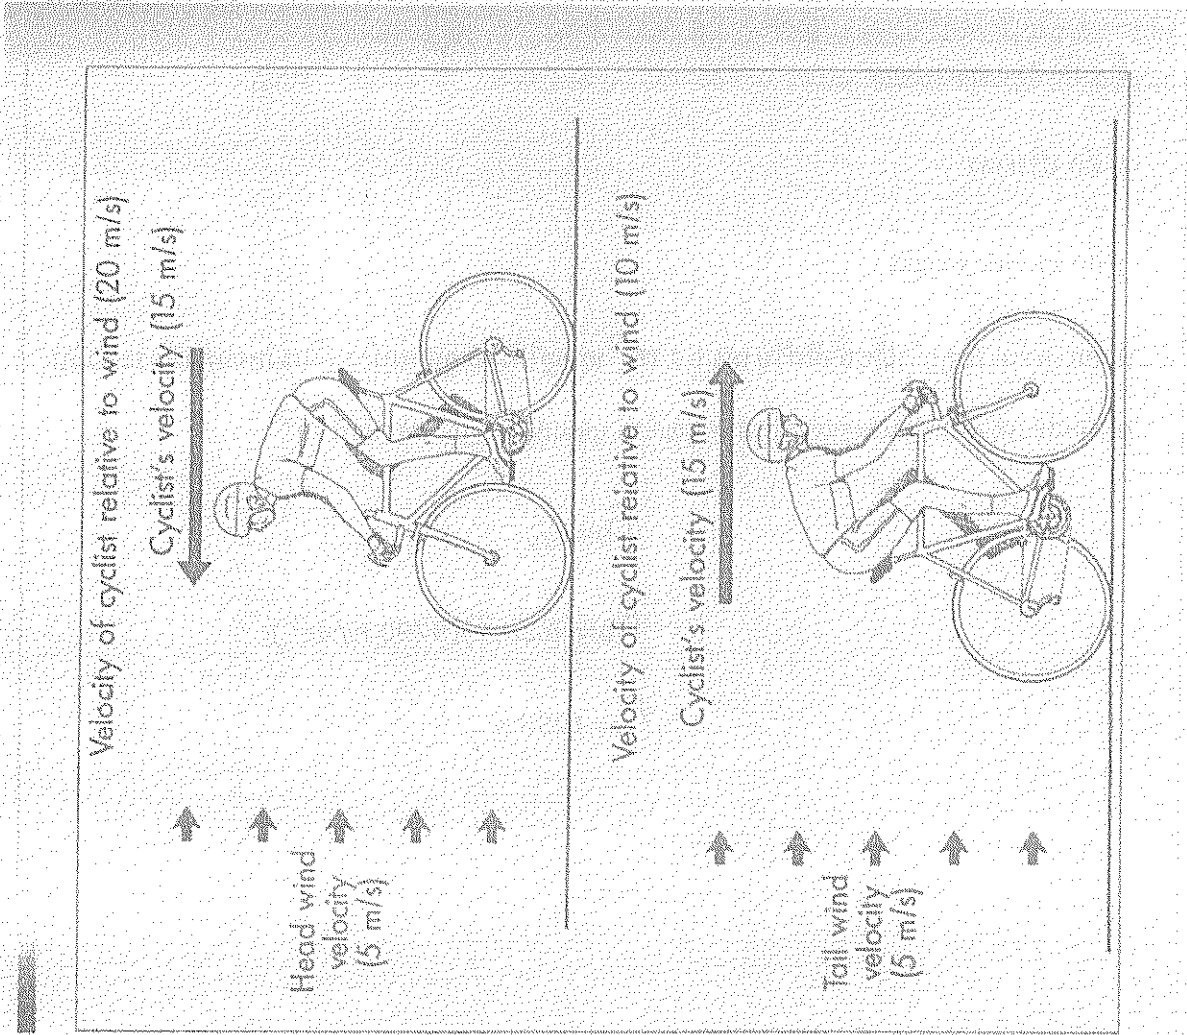 Velocity of cyclist relative to wind (20 m/s)
Cyclist's velocity (15 m/s)
Head wind
velocity
(5 m/s)
Velocity of cyclist relative to wind (10 m/s)
Cyclist's velocity (15 m/s)
Tail wind
velocity
(5 m/s)